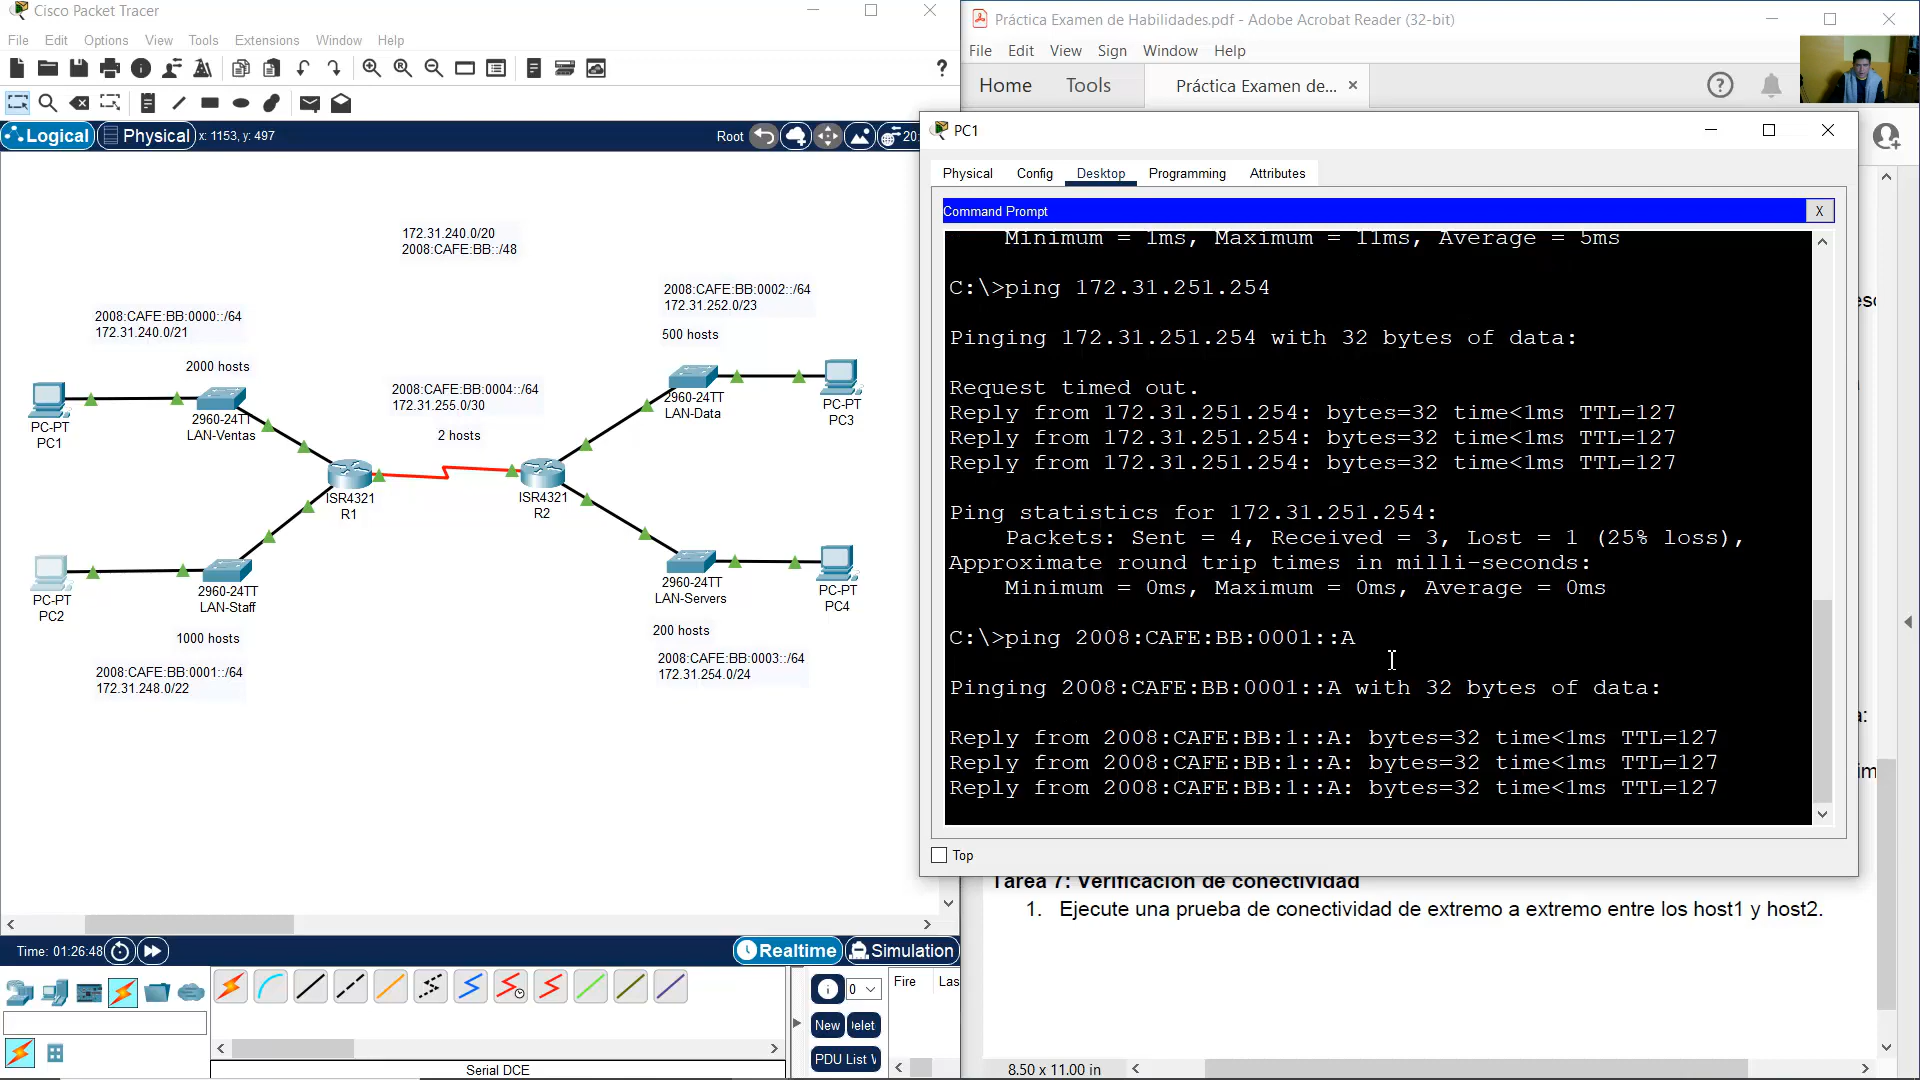 Cisco Packet Tracer
File Edit Options View Tools Extensions Window Help
Logical Physical x: 1153, y: 497 Root
172.31.240.0/20
2008:CAFE:BB::/48
2008:CAFE:BB:0002::/64
172.31.252.0/23
500 hosts
2008:CAFE:BB:0000::/64
172.31.240.0/21
2000 hosts
2008:CAFE:BB:0004::/64
172.31.255.0/30
2 hosts
PC-PT
PC1
2960-24TT
LAN-Ventas
2960-24TT
LAN-Data
PC-PT
PC3
ISR4321
R1
ISR4321
R2
PC-PT
PC2
2960-24TT
LAN-Staff
2960-24TT
LAN-Servers
PC-PT
PC4
1000 hosts
200 hosts
2008:CAFE:BB:0001::/64
172.31.248.0/22
2008:CAFE:BB:0003::/64
172.31.254.0/24
Time: 01:26:48
Realtime Simulation
0
Fire
New
PDU List
Serial DCE
Práctica Examen de Habilidades.pdf - Adobe Acrobat Reader (32-bit)
File Edit View Sign Window Help
Home Tools Práctica Examen de...
PC1
Physical Config Desktop Programming Attributes
Command Prompt
X
Minimum = 1ms, Maximum = 11ms, Average = 5ms
C:\>ping 172.31.251.254
Pinging 172.31.251.254 with 32 bytes of data:
Request timed out.
Reply from 172.31.251.254: bytes=32 time<1ms TTL=127
Reply from 172.31.251.254: bytes=32 time<1ms TTL=127
Reply from 172.31.251.254: bytes=32 time<1ms TTL=127
Ping statistics for 172.31.251.254:
Packets: Sent = 4, Received = 3, Lost = 1 (25% loss),
Approximate round trip times in milli-seconds:
Minimum = 0ms, Maximum = 0ms, Average = 0ms
C:\>ping 2008:CAFE:BB:0001::A
Pinging 2008:CAFE:BB:0001::A with 32 bytes of data:
Reply from 2008:CAFE:BB:1::A: bytes=32 time<1ms TTL=127
Reply from 2008:CAFE:BB:1::A: bytes=32 time<1ms TTL=127
Reply from 2008:CAFE:BB:1::A: bytes=32 time<1ms TTL=127
Top
Tarea 7: Verificación de conectividad
1. Ejecute una prueba de conectividad de extremo a extremo entre los host1 y host2.
8.50 x 11.00 in